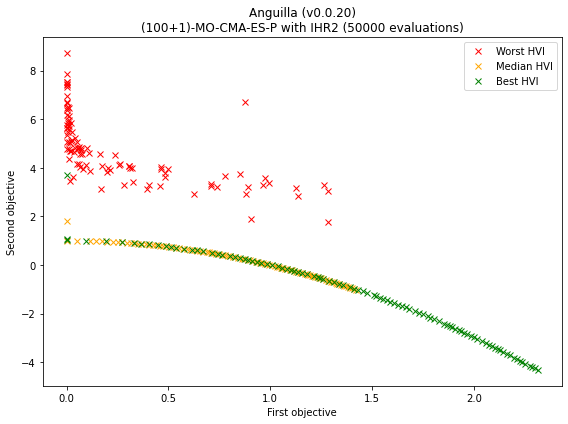 Anguilla (v0.0.20)
(100+1)-MO-CMA-ES-P with IHR2 (50000 evaluations)
Worst HVI
Median HVI
Best HVI
Second objective
8
6
4
2
0
−2
−4
0.0 0.5 1.0 1.5 2.0
First objective